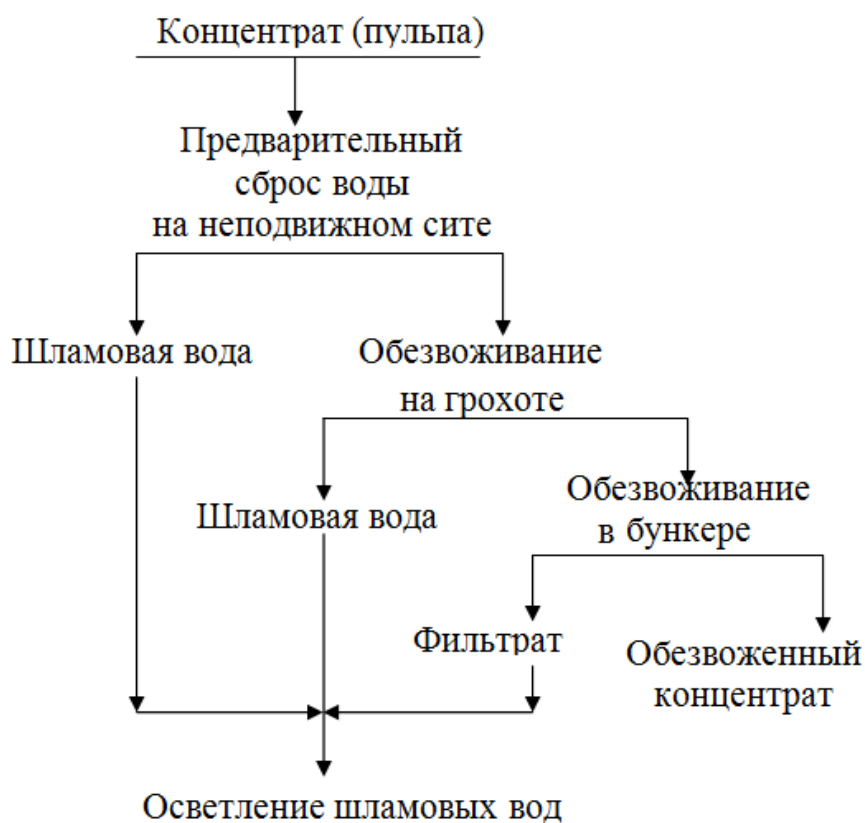 Концентрат (пульпа)
Предварительный
сброс воды
на неподвижном сите
Шламовая вода
Обезвоживание
на грохоте
Шламовая вода
Обезвоживание
в бункере
Фильтрат
Обезвоженный
концентрат
Осветление шламовых вод